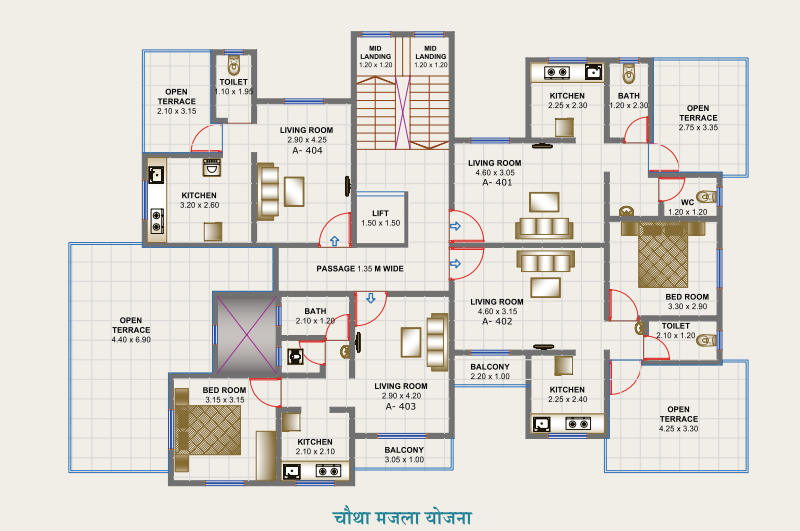 MID
LANDING
1.20 x 1.20
MID
LANDING
1.20 x 1.20
TOILET
1.10 x 1.95
OPEN
TERRACE
2.10 x 3.15
LIVING ROOM
2.90 x 4.25
A- 404
KITCHEN
3.20 x 2.60
LIFT
1.50 x 1.50
KITCHEN
2.25 x 2.30
BATH
1.20 x 2.30
OPEN
TERRACE
2.75 x 3.35
LIVING ROOM
4.60 x 3.05
A- 401
WC
1.20 x 1.20
PASSAGE 1.35 M WIDE
BED ROOM
3.30 x 2.90
LIVING ROOM
4.60 x 3.15
A- 402
OPEN
TERRACE
4.40 x 6.90
BATH
2.10 x 1.20
TOILET
2.10 x 1.20
BALCONY
2.20 x 1.00
BED ROOM
3.15 x 3.15
LIVING ROOM
2.90 x 4.20
A- 403
KITCHEN
2.25 x 2.40
OPEN
TERRACE
4.25 x 3.30
KITCHEN
2.10 x 2.10
BALCONY
3.05 x 1.00
चौथा मजला योजना